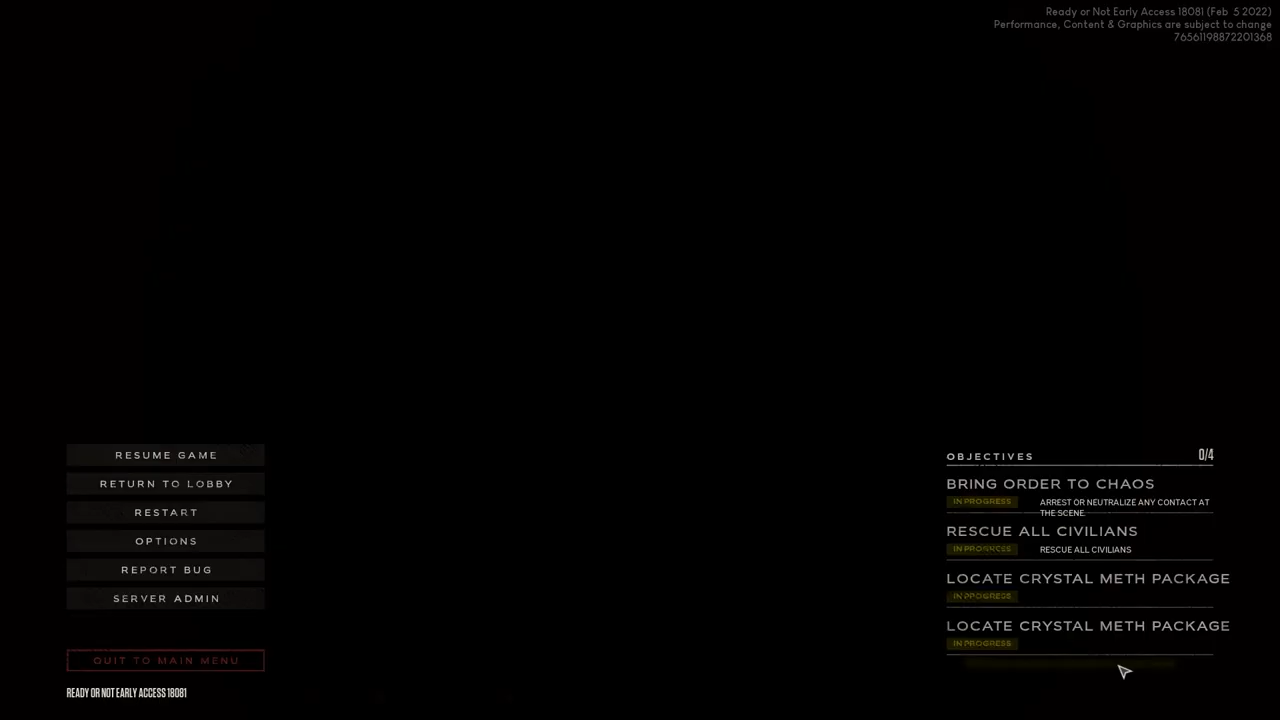 Ready or Not Early Access 18081 (Feb 5 2022)
Performance, Content & Graphics are subject to change
76561198872201368
RESUME GAME
RETURN TO LOBBY
RESTART
OPTIONS
REPORT BUG
SERVER ADMIN
QUIT TO MAIN MENU
READY OR NOT EARLY ACCESS 18081
OBJECTIVES 0/4
BRING ORDER TO CHAOS
IN PROGRESS ARREST OR NEUTRALIZE ANY CONTACT AT
THE SCENE.
RESCUE ALL CIVILIANS
IN PROGRESS RESCUE ALL CIVILIANS
LOCATE CRYSTAL METH PACKAGE
IN PROGRESS
LOCATE CRYSTAL METH PACKAGE
IN PROGRESS